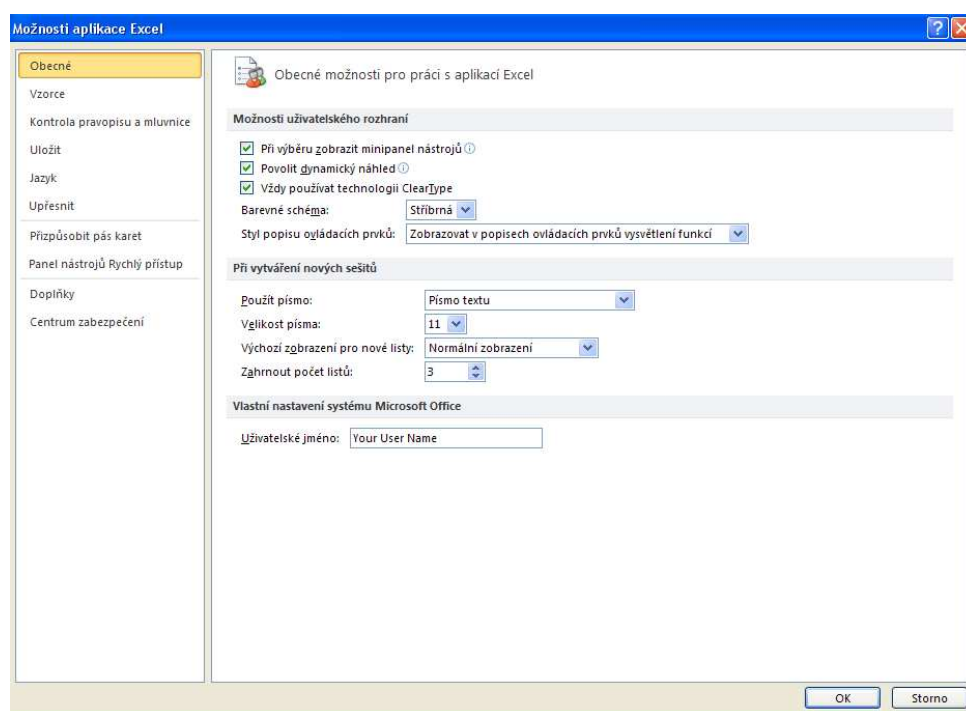 Možnosti aplikace Excel
Obecné
Vzorce
Kontrola pravopisu a mluvnice
Uložit
Jazyk
Upřesnit
Přizpůsobit pás karet
Panel nástrojů Rychlý přístup
Doplňky
Centrum zabezpečení
Obecné možnosti pro práci s aplikací Excel
Možnosti uživatelského rozhraní
Při výběru zobrazit minipanel nástrojů
Povolit dynamický náhled
Vždy používat technologii ClearType
Barevné schéma: Stříbrná
Styl popisu ovládacích prvků: Zobrazovat v popisech ovládacích prvků vysvětlení funkcí
Při vytváření nových sešitů
Použít písmo: Písmo textu
Velikost písma: 11
Výchozí zobrazení pro nové listy: Normální zobrazení
Zahrnout počet listů: 3
Vlastní nastavení systému Microsoft Office
Uživatelské jméno: Your User Name
OK Storno